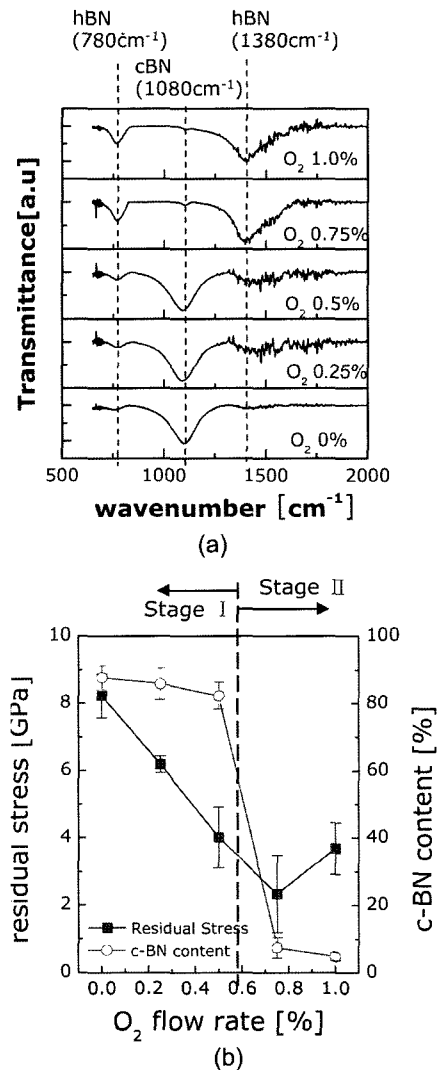 hBN
(780cm⁻¹)
cBN
(1080cm⁻¹)
hBN
(1380cm⁻¹)
Transmittance[a.u]
O₂ 1.0%
O₂ 0.75%
O₂ 0.5%
O₂ 0.25%
O₂ 0%
500 1000 1500 2000
wavenumber [cm⁻¹]
(a)
Stage I
Stage II
residual stress [GPa]
10
8
6
4
2
0
c-BN content [%]
100
80
60
40
20
0
Residual Stress
c-BN content
0.0 0.2 0.4 0.6 0.8 1.0
O₂ flow rate [%]
(b)